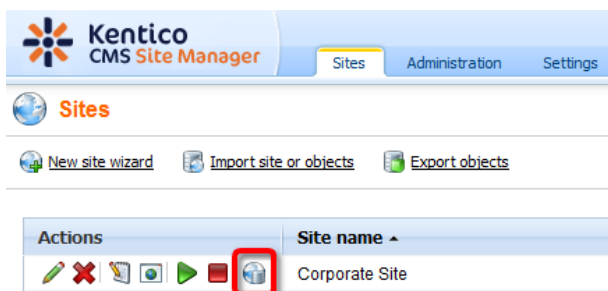 Kentico
CMS Site Manager
Sites Administration Settings
Sites
New site wizard Import site or objects Export objects
Actions Site name
Corporate Site